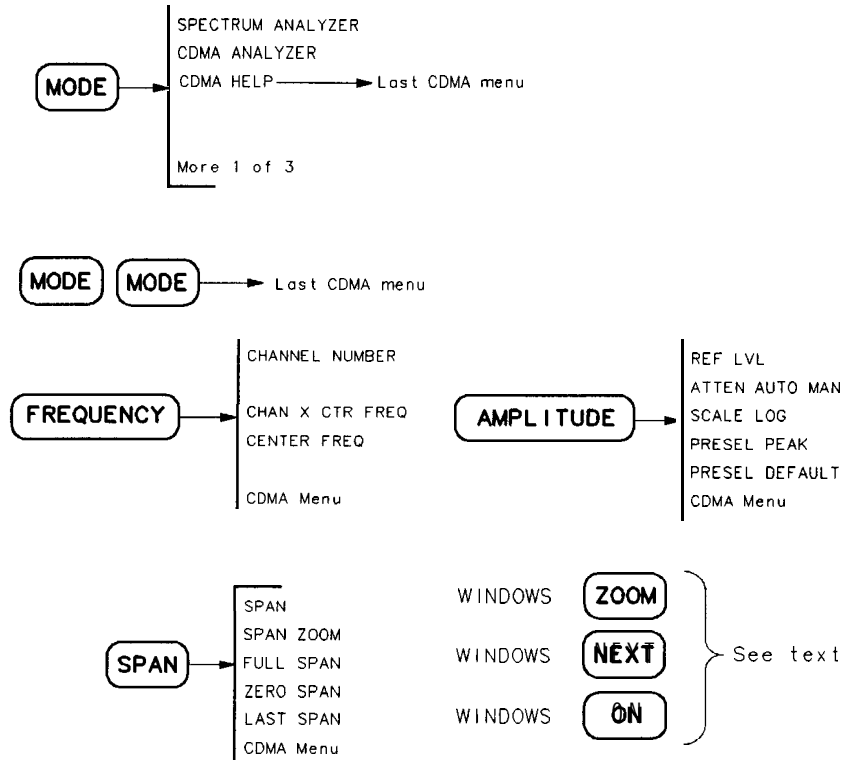 SPECTRUM ANALYZER
CDMA ANALYZER
MODE
CDMA HELP
Last CDMA menu
More 1 of 3
MODE MODE
Last CDMA menu
FREQUENCY
CHANNEL NUMBER
CHAN X CTR FREQ
CENTER FREQ
CDMA Menu
AMPLITUDE
REF LVL
ATTEN AUTO MAN
SCALE LOG
PRESEL PEAK
PRESEL DEFAULT
CDMA Menu
SPAN
SPAN
SPAN ZOOM
FULL SPAN
ZERO SPAN
LAST SPAN
CDMA Menu
WINDOWS ZOOM
WINDOWS NEXT
WINDOWS ON
See text